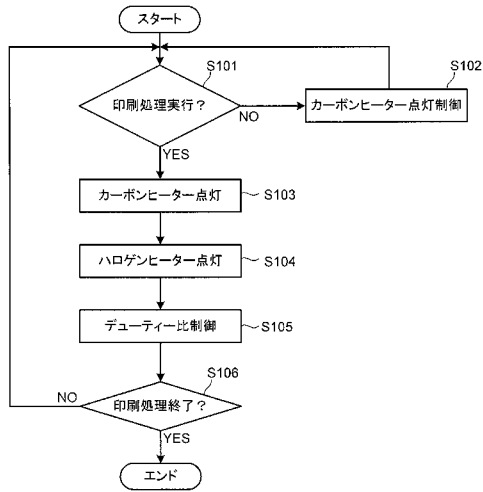 スタート
S101
印刷処理実行？
NO
S102
カーボンヒーター点灯制御
YES
カーボンヒーター点灯
S103
ハロゲンヒーター点灯
S104
デューティー比制御
S105
S106
印刷処理終了？
NO
YES
エンド